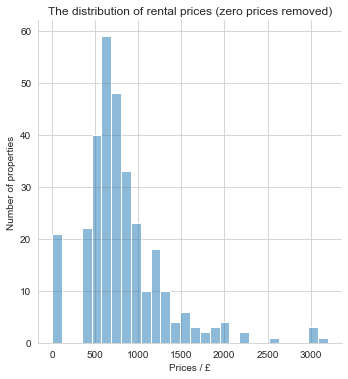 The distribution of rental prices (zero prices removed)
60
50
40
30
20
10
0
Number of properties
0 500 1000 1500 2000 2500 3000
Prices / £